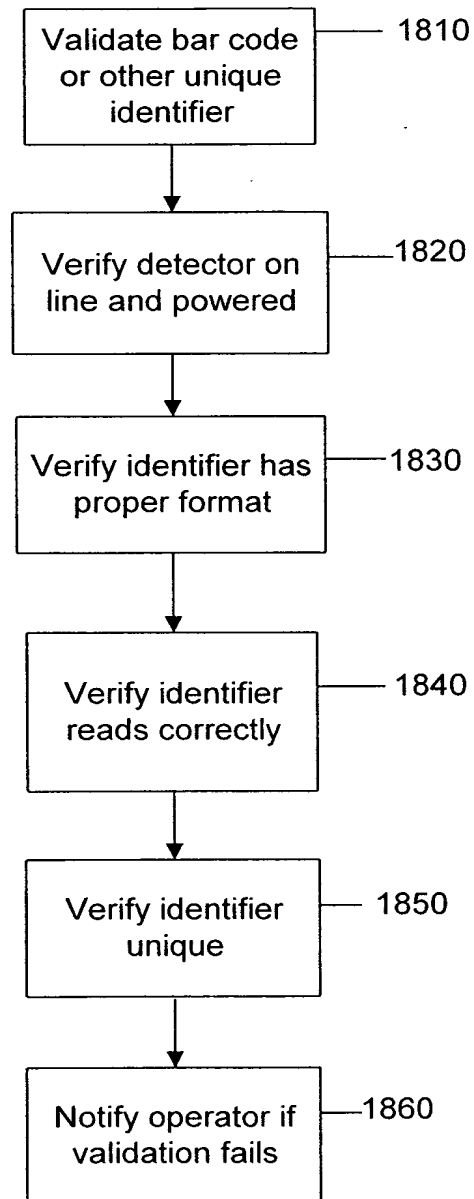 Validate bar code
or other unique
identifier
1810
Verify detector on
line and powered
1820
Verify identifier has
proper format
1830
Verify identifier
reads correctly
1840
Verify identifier
unique
1850
Notify operator if
validation fails
1860